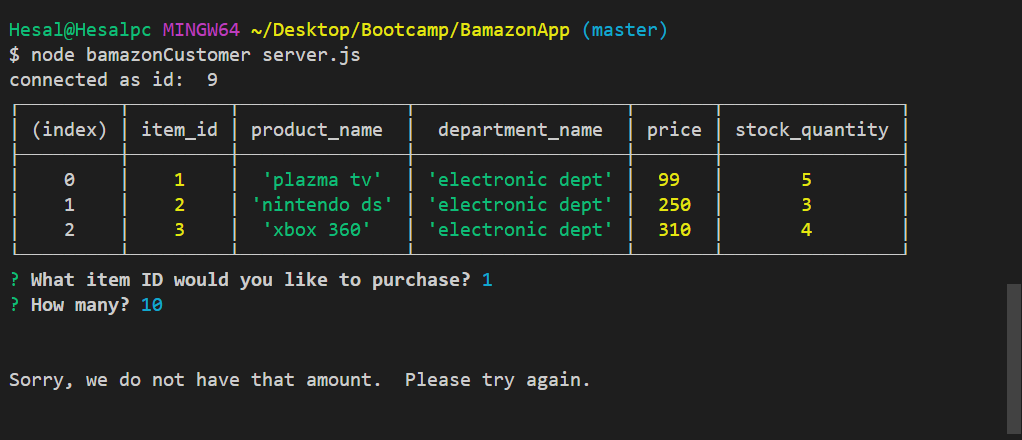 Hesal@Hesalpc MINGW64 ~/Desktop/Bootcamp/BamazonApp (master)
$ node bamazonCustomer server.js
connected as id:  9
(index) item_id product_name department_name price stock_quantity
0 1 'plazma tv' 'electronic dept' 99 5
1 2 'nintendo ds' 'electronic dept' 250 3
2 3 'xbox 360' 'electronic dept' 310 4
? What item ID would you like to purchase? 1
? How many? 10
Sorry, we do not have that amount.  Please try again.